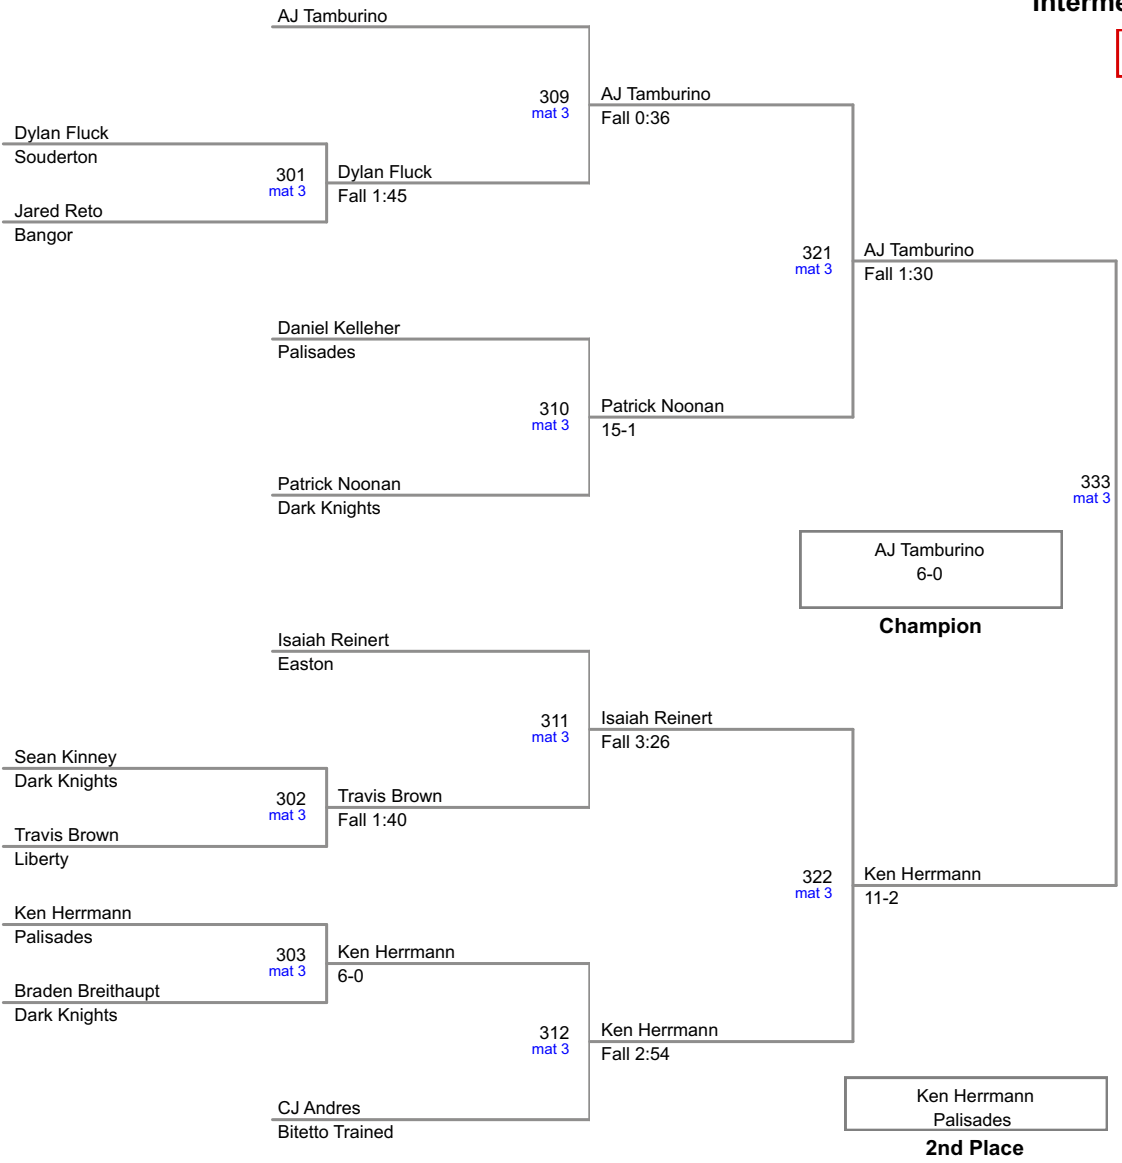 AJ Tamburino
309
mat 3
AJ Tamburino
Fall 0:36
Dylan Fluck
Souderton
301
mat 3
Dylan Fluck
Fall 1:45
Jared Reto
Bangor
321
mat 3
AJ Tamburino
Fall 1:30
Daniel Kelleher
Palisades
310
mat 3
Patrick Noonan
15-1
Patrick Noonan
Dark Knights
333
mat 3
AJ Tamburino
6-0
Champion
Isaiah Reinert
Easton
311
mat 3
Isaiah Reinert
Fall 3:26
Sean Kinney
Dark Knights
302
mat 3
Travis Brown
Fall 1:40
Travis Brown
Liberty
322
mat 3
Ken Herrmann
11-2
Ken Herrmann
Palisades
303
mat 3
Ken Herrmann
6-0
Braden Breithaupt
Dark Knights
312
mat 3
Ken Herrmann
Fall 2:54
CJ Andres
Bitetto Trained
Ken Herrmann
Palisades
2nd Place